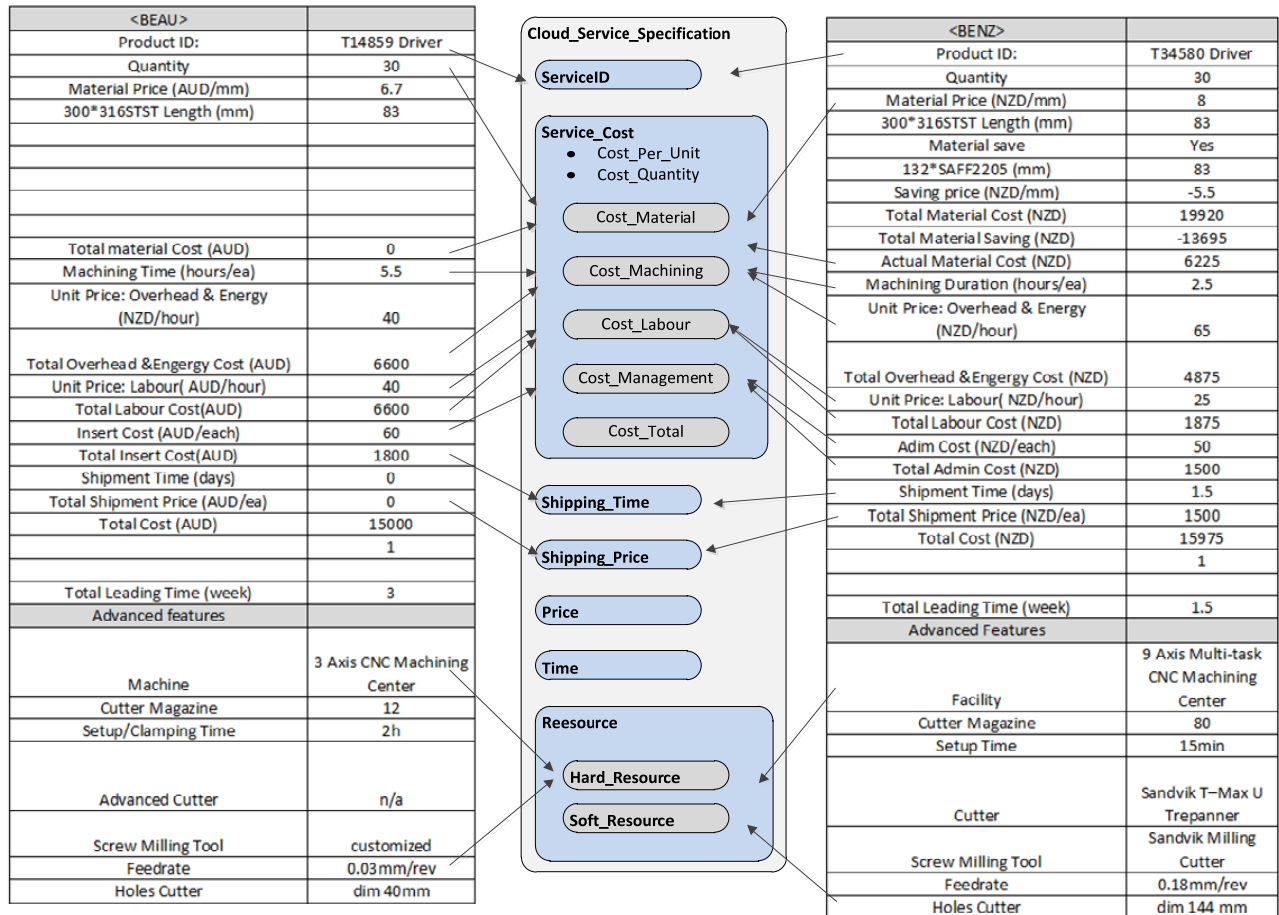 <BEAU>
Product ID: T14859 Driver
Quantity 30
Material Price (AUD/mm) 6.7
300*316STST Length (mm) 83
Total material Cost (AUD) 0
Machining Time (hours/ea) 5.5
Unit Price: Overhead & Energy
(NZD/hour) 40
Total Overhead &Engergy Cost (AUD) 6600
Unit Price: Labour( AUD/hour) 40
Total Labour Cost(AUD) 6600
Insert Cost (AUD/each) 60
Total Insert Cost(AUD) 1800
Shipment Time (days) 0
Total Shipment Price (AUD/ea) 0
Total Cost (AUD) 15000
1
Total Leading Time (week) 3
Advanced features
3 Axis CNC Machining
Machine Center
Cutter Magazine 12
Setup/Clamping Time 2h
Advanced Cutter n/a
Screw Milling Tool customized
Feedrate 0.03mm/rev
Holes Cutter dim 40mm
Cloud_Service_Specification
ServiceID
Service_Cost
• Cost_Per_Unit
• Cost_Quantity
Cost_Material
Cost_Machining
Cost_Labour
Cost_Management
Cost_Total
Shipping_Time
Shipping_Price
Price
Time
Reesource
Hard_Resource
Soft_Resource
<BENZ>
Product ID: T34580 Driver
Quantity 30
Material Price (NZD/mm) 8
300*316STST Length (mm) 83
Material save Yes
132*SAFF2205 (mm) 83
Saving price (NZD/mm) -5.5
Total Material Cost (NZD) 19920
Total Material Saving (NZD) -13695
Actual Material Cost (NZD) 6225
Machining Duration (hours/ea) 2.5
Unit Price: Overhead & Energy
(NZD/hour) 65
Total Overhead &Engergy Cost (NZD) 4875
Unit Price: Labour( NZD/hour) 25
Total Labour Cost (NZD) 1875
Adim Cost (NZD/each) 50
Total Admin Cost (NZD) 1500
Shipment Time (days) 1.5
Total Shipment Price (NZD/ea) 1500
Total Cost (NZD) 15975
1
Total Leading Time (week) 1.5
Advanced Features
9 Axis Multi-task
CNC Machining
Facility Center
Cutter Magazine 80
Setup Time 15min
Sandvik T−Max U
Cutter Trepanner
Sandvik Milling
Screw Milling Tool Cutter
Feedrate 0.18mm/rev
Holes Cutter dim 144 mm